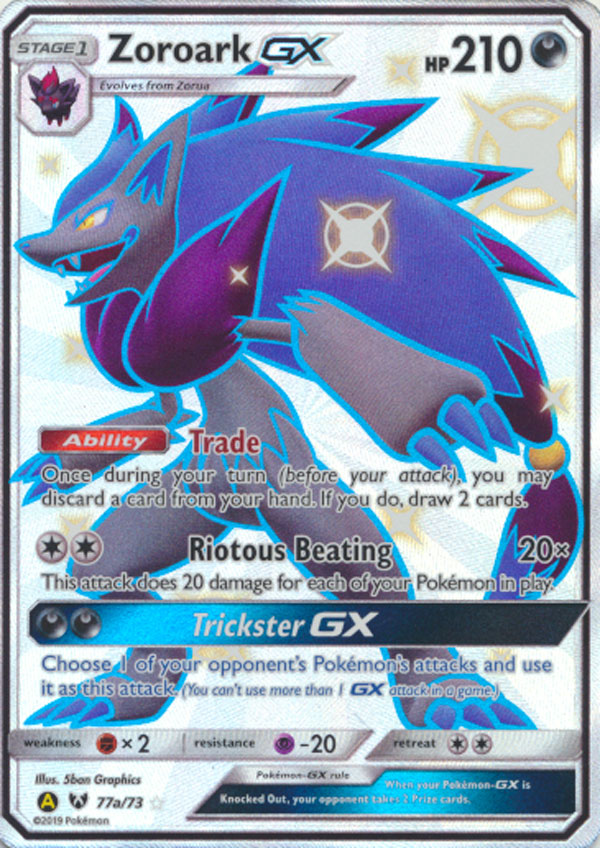 STAGE1 Zoroark GX HP210
Evolves from Zorua
Ability Trade
Once during your turn (before your attack), you may
discard a card from your hand. If you do, draw 2 cards.
Riotous Beating 20×
This attack does 20 damage for each of your Pokémon in play.
Trickster GX
Choose 1 of your opponent's Pokémon's attacks and use
it as this attack. (You can't use more than 1 GX attack in a game.)
weakness ×2 resistance -20 retreat
Illus. 5ban Graphics
Pokémon-GX rule
When your Pokémon-GX is
Knocked Out, your opponent takes 2 Prize cards.
A 77a/73
©2019 Pokémon